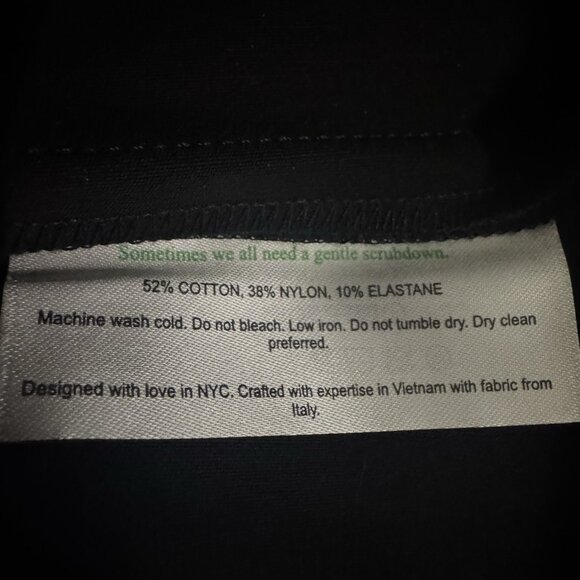 Sometimes we all need a gentle scrubdown.
52% COTTON, 38% NYLON, 10% ELASTANE
Machine wash cold. Do not bleach. Low iron. Do not tumble dry. Dry clean
preferred.
Designed with love in NYC. Crafted with expertise in Vietnam with fabric from
Italy.